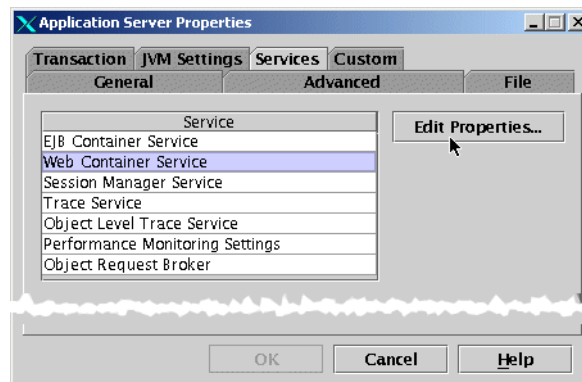 Application Server Properties
Transaction JVM Settings Services Custom
General Advanced File
Service
Edit Properties...
EJB Container Service
Web Container Service
Session Manager Service
Trace Service
Object Level Trace Service
Performance Monitoring Settings
Object Request Broker
OK Cancel Help